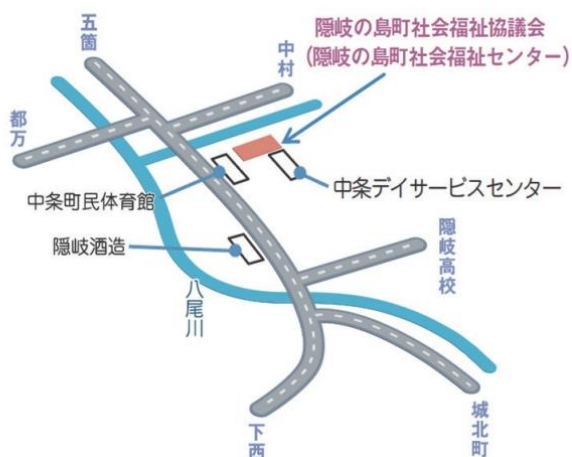 隠岐の島町社会福祉協議会
(隠岐の島町社会福祉センター)
五箇
中村
都万
中条町民体育館
中条デイサービスセンター
隠岐酒造
隠岐高校
八尾川
下西
城北町